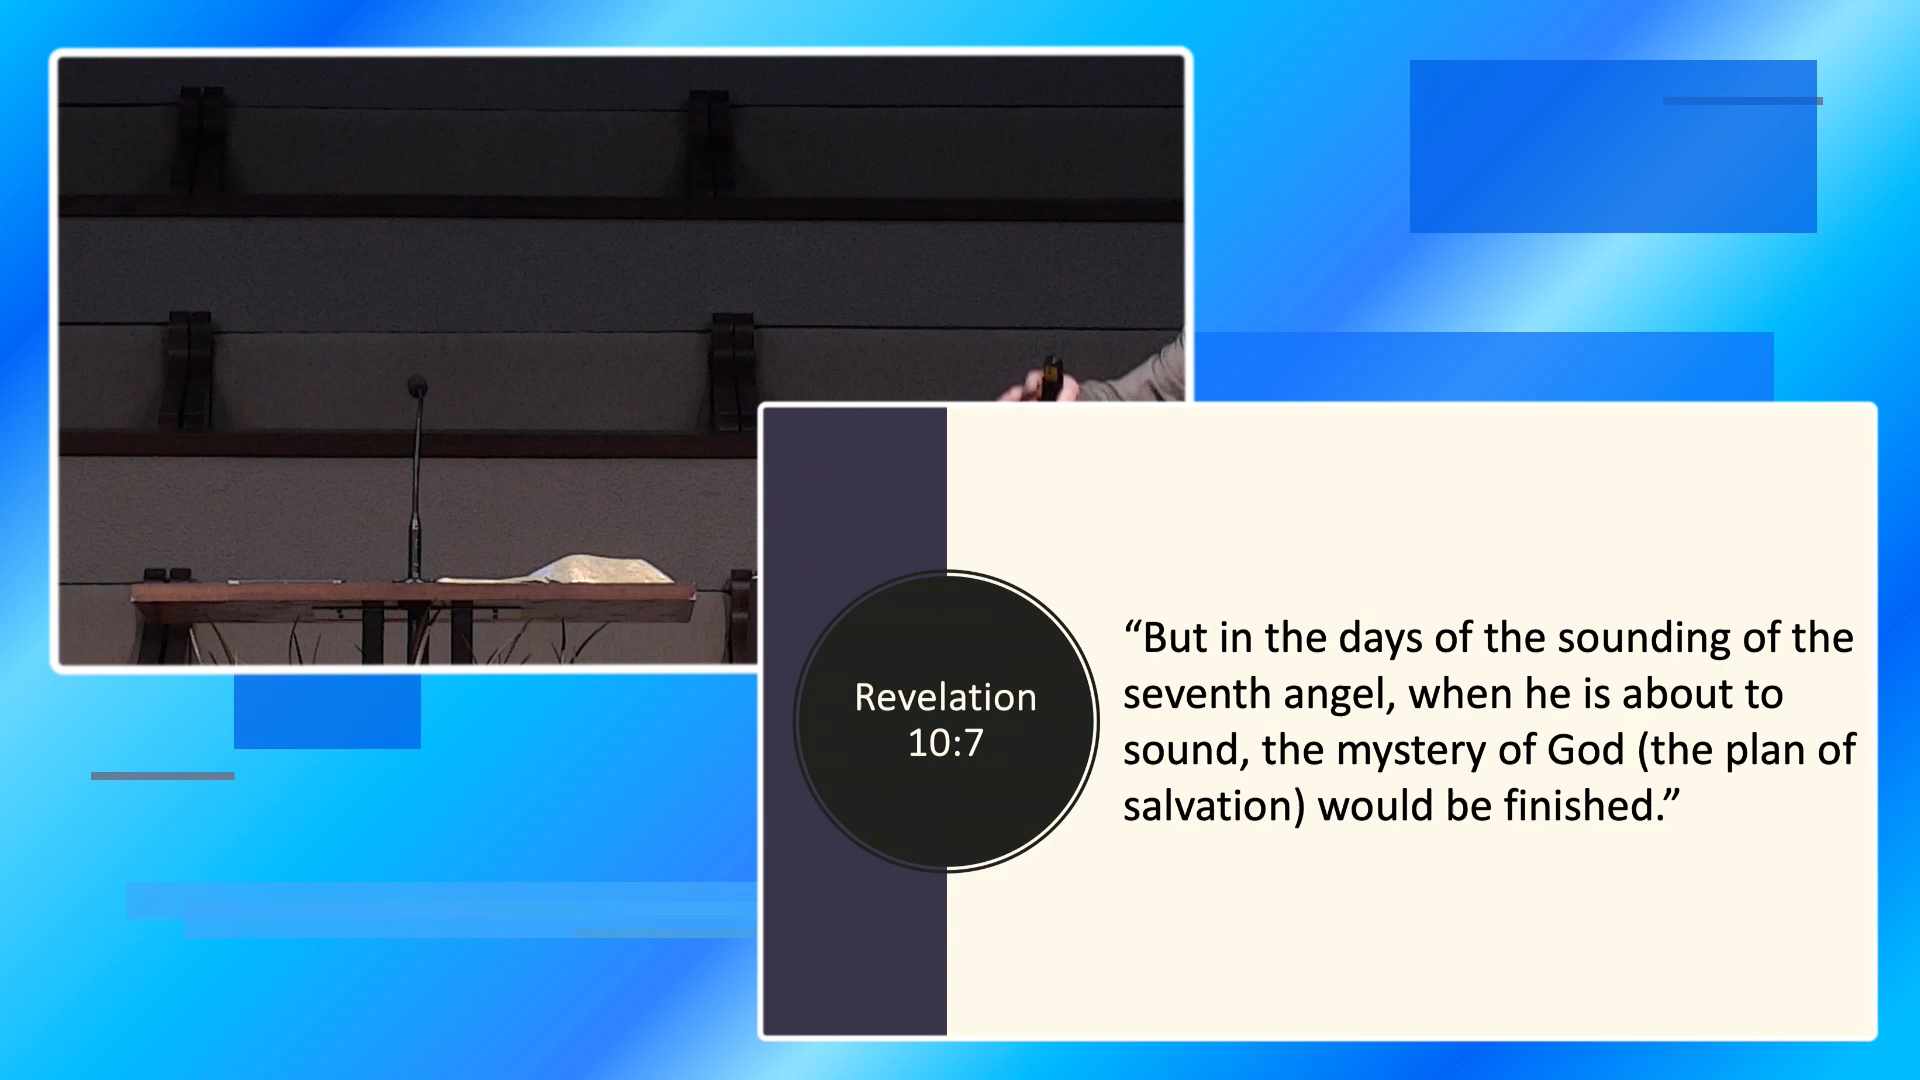 Revelation
10:7
“But in the days of the sounding of the
seventh angel, when he is about to
sound, the mystery of God (the plan of
salvation) would be finished.”